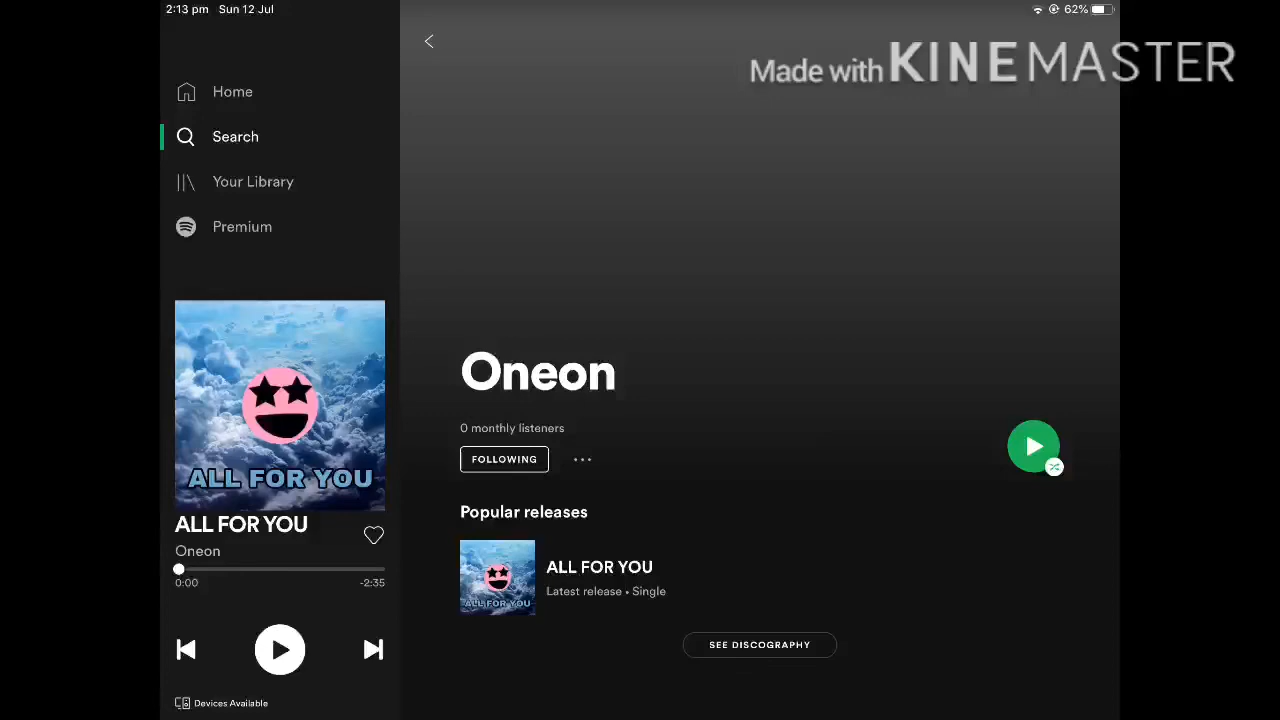 2:13 pm Sun 12 Jul
62%
Made with KINEMASTER
Home
Search
Your Library
Premium
ALL FOR YOU
ALL FOR YOU
Oneon
0:00
-2:35
Devices Available
Oneon
0 monthly listeners
FOLLOWING
Popular releases
ALL FOR YOU
ALL FOR YOU
Latest release • Single
SEE DISCOGRAPHY